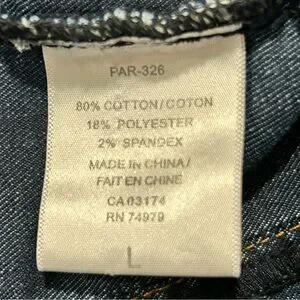 PAR-326
80% COTTON/COTON
18% POLYESTER
2% SPANDEX
MADE IN CHINA/
FAIT EN CHINE
CA 03174
RN 74979
L